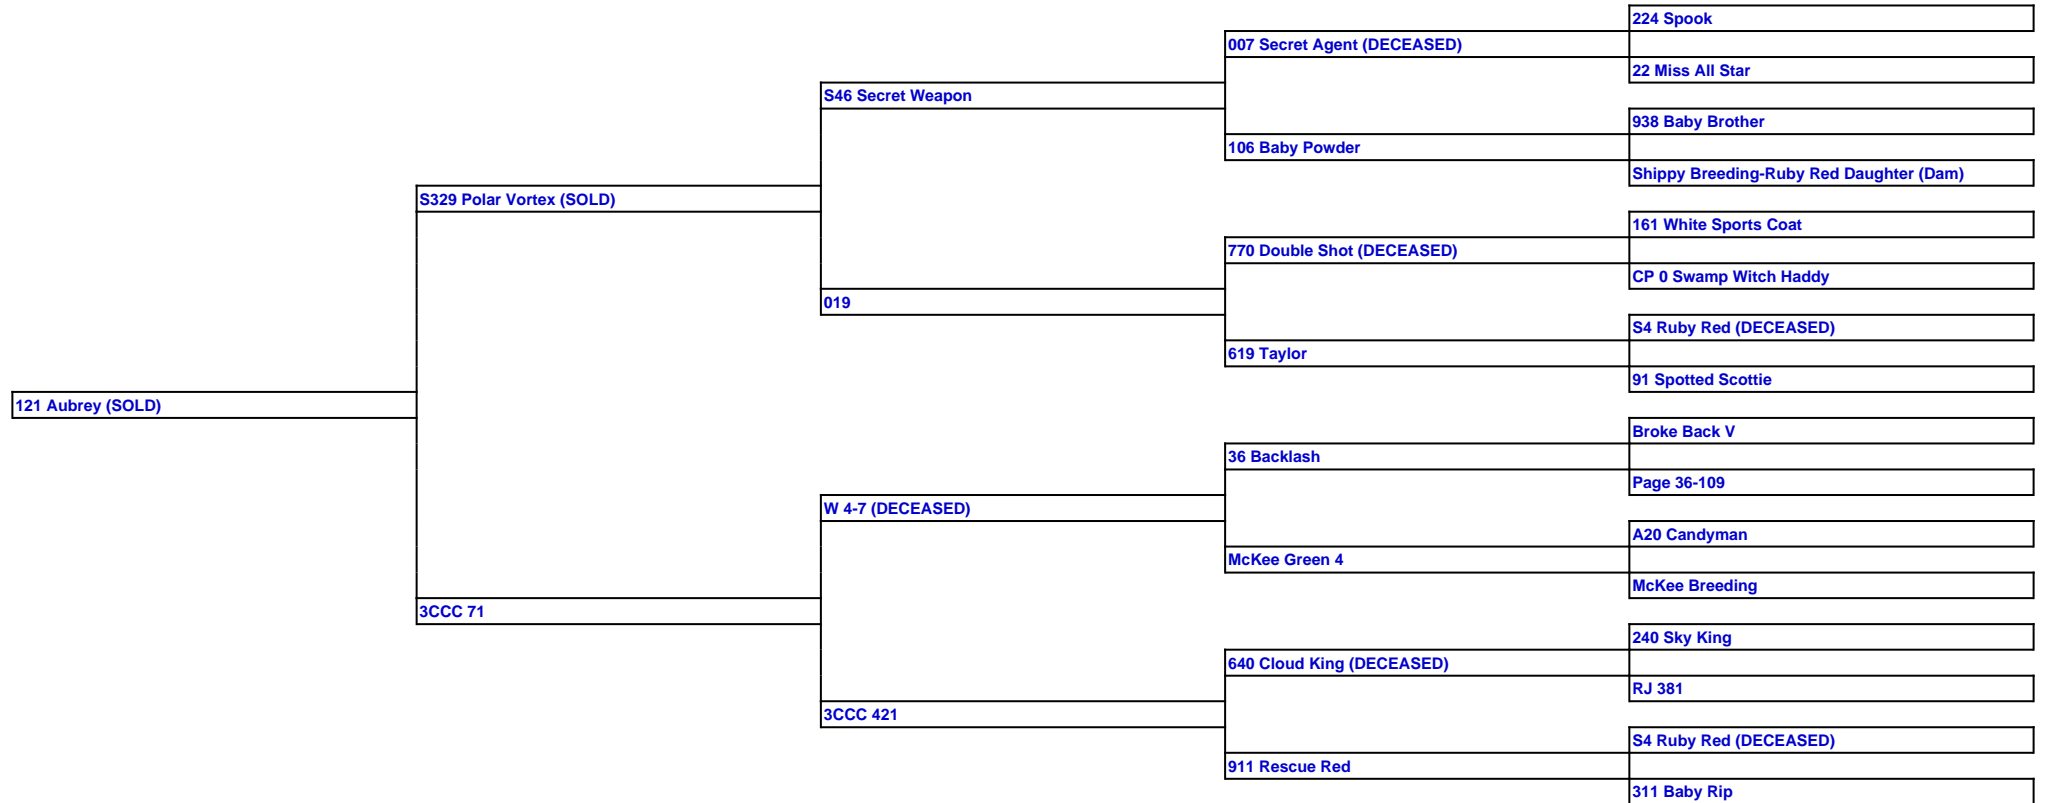 224 Spook
007 Secret Agent (DECEASED)
22 Miss All Star
S46 Secret Weapon
938 Baby Brother
106 Baby Powder
Shippy Breeding-Ruby Red Daughter (Dam)
S329 Polar Vortex (SOLD)
161 White Sports Coat
770 Double Shot (DECEASED)
CP 0 Swamp Witch Haddy
019
S4 Ruby Red (DECEASED)
619 Taylor
91 Spotted Scottie
121 Aubrey (SOLD)
Broke Back V
36 Backlash
Page 36-109
W 4-7 (DECEASED)
A20 Candyman
McKee Green 4
McKee Breeding
3CCC 71
240 Sky King
640 Cloud King (DECEASED)
RJ 381
3CCC 421
S4 Ruby Red (DECEASED)
911 Rescue Red
311 Baby Rip